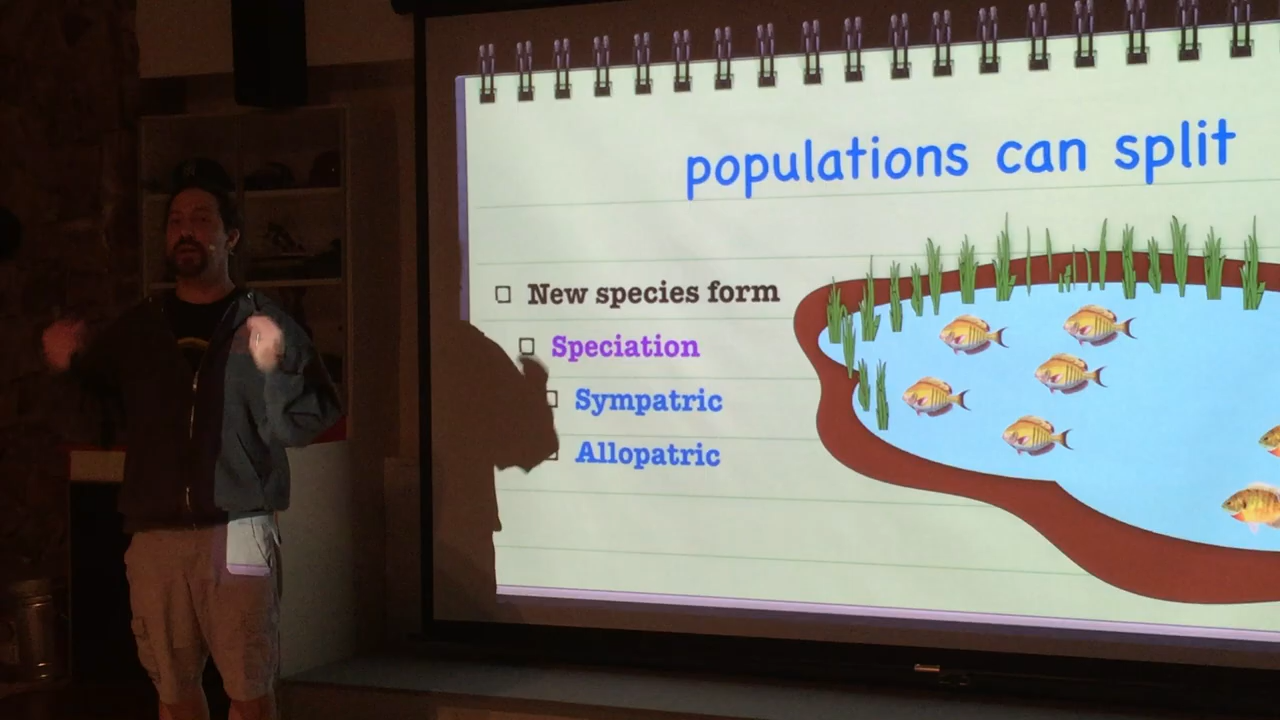 populations can split
New species form
Speciation
Sympatric
Allopatric